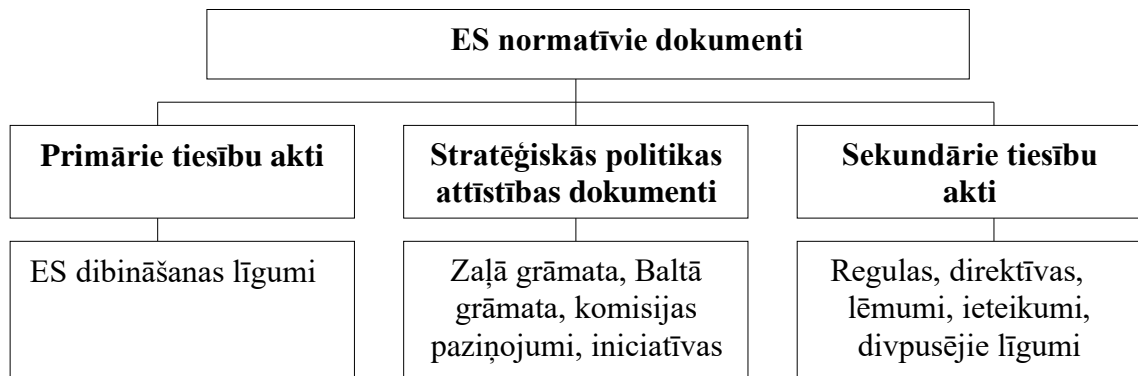 ES normatīvie dokumenti
Primārie tiesību akti
Stratēģiskās politikas
attīstības dokumenti
Sekundārie tiesību
akti
ES dibināšanas līgumi
Zaļā grāmata, Baltā
grāmata, komisijas
paziņojumi, iniciatīvas
Regulas, direktīvas,
lēmumi, ieteikumi,
divpusējie līgumi